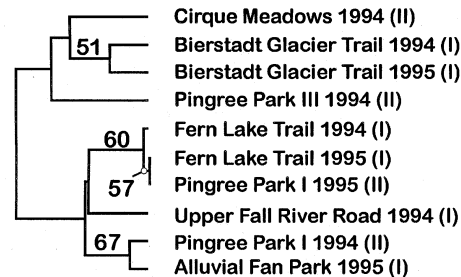 Cirque Meadows 1994 (II)
51 Bierstadt Glacier Trail 1994 (I)
Bierstadt Glacier Trail 1995 (I)
Pingree Park III 1994 (II)
Fern Lake Trail 1994 (I)
60
Fern Lake Trail 1995 (I)
57 Pingree Park I 1995 (II)
Upper Fall River Road 1994 (I)
67 Pingree Park I 1994 (II)
Alluvial Fan Park 1995 (I)